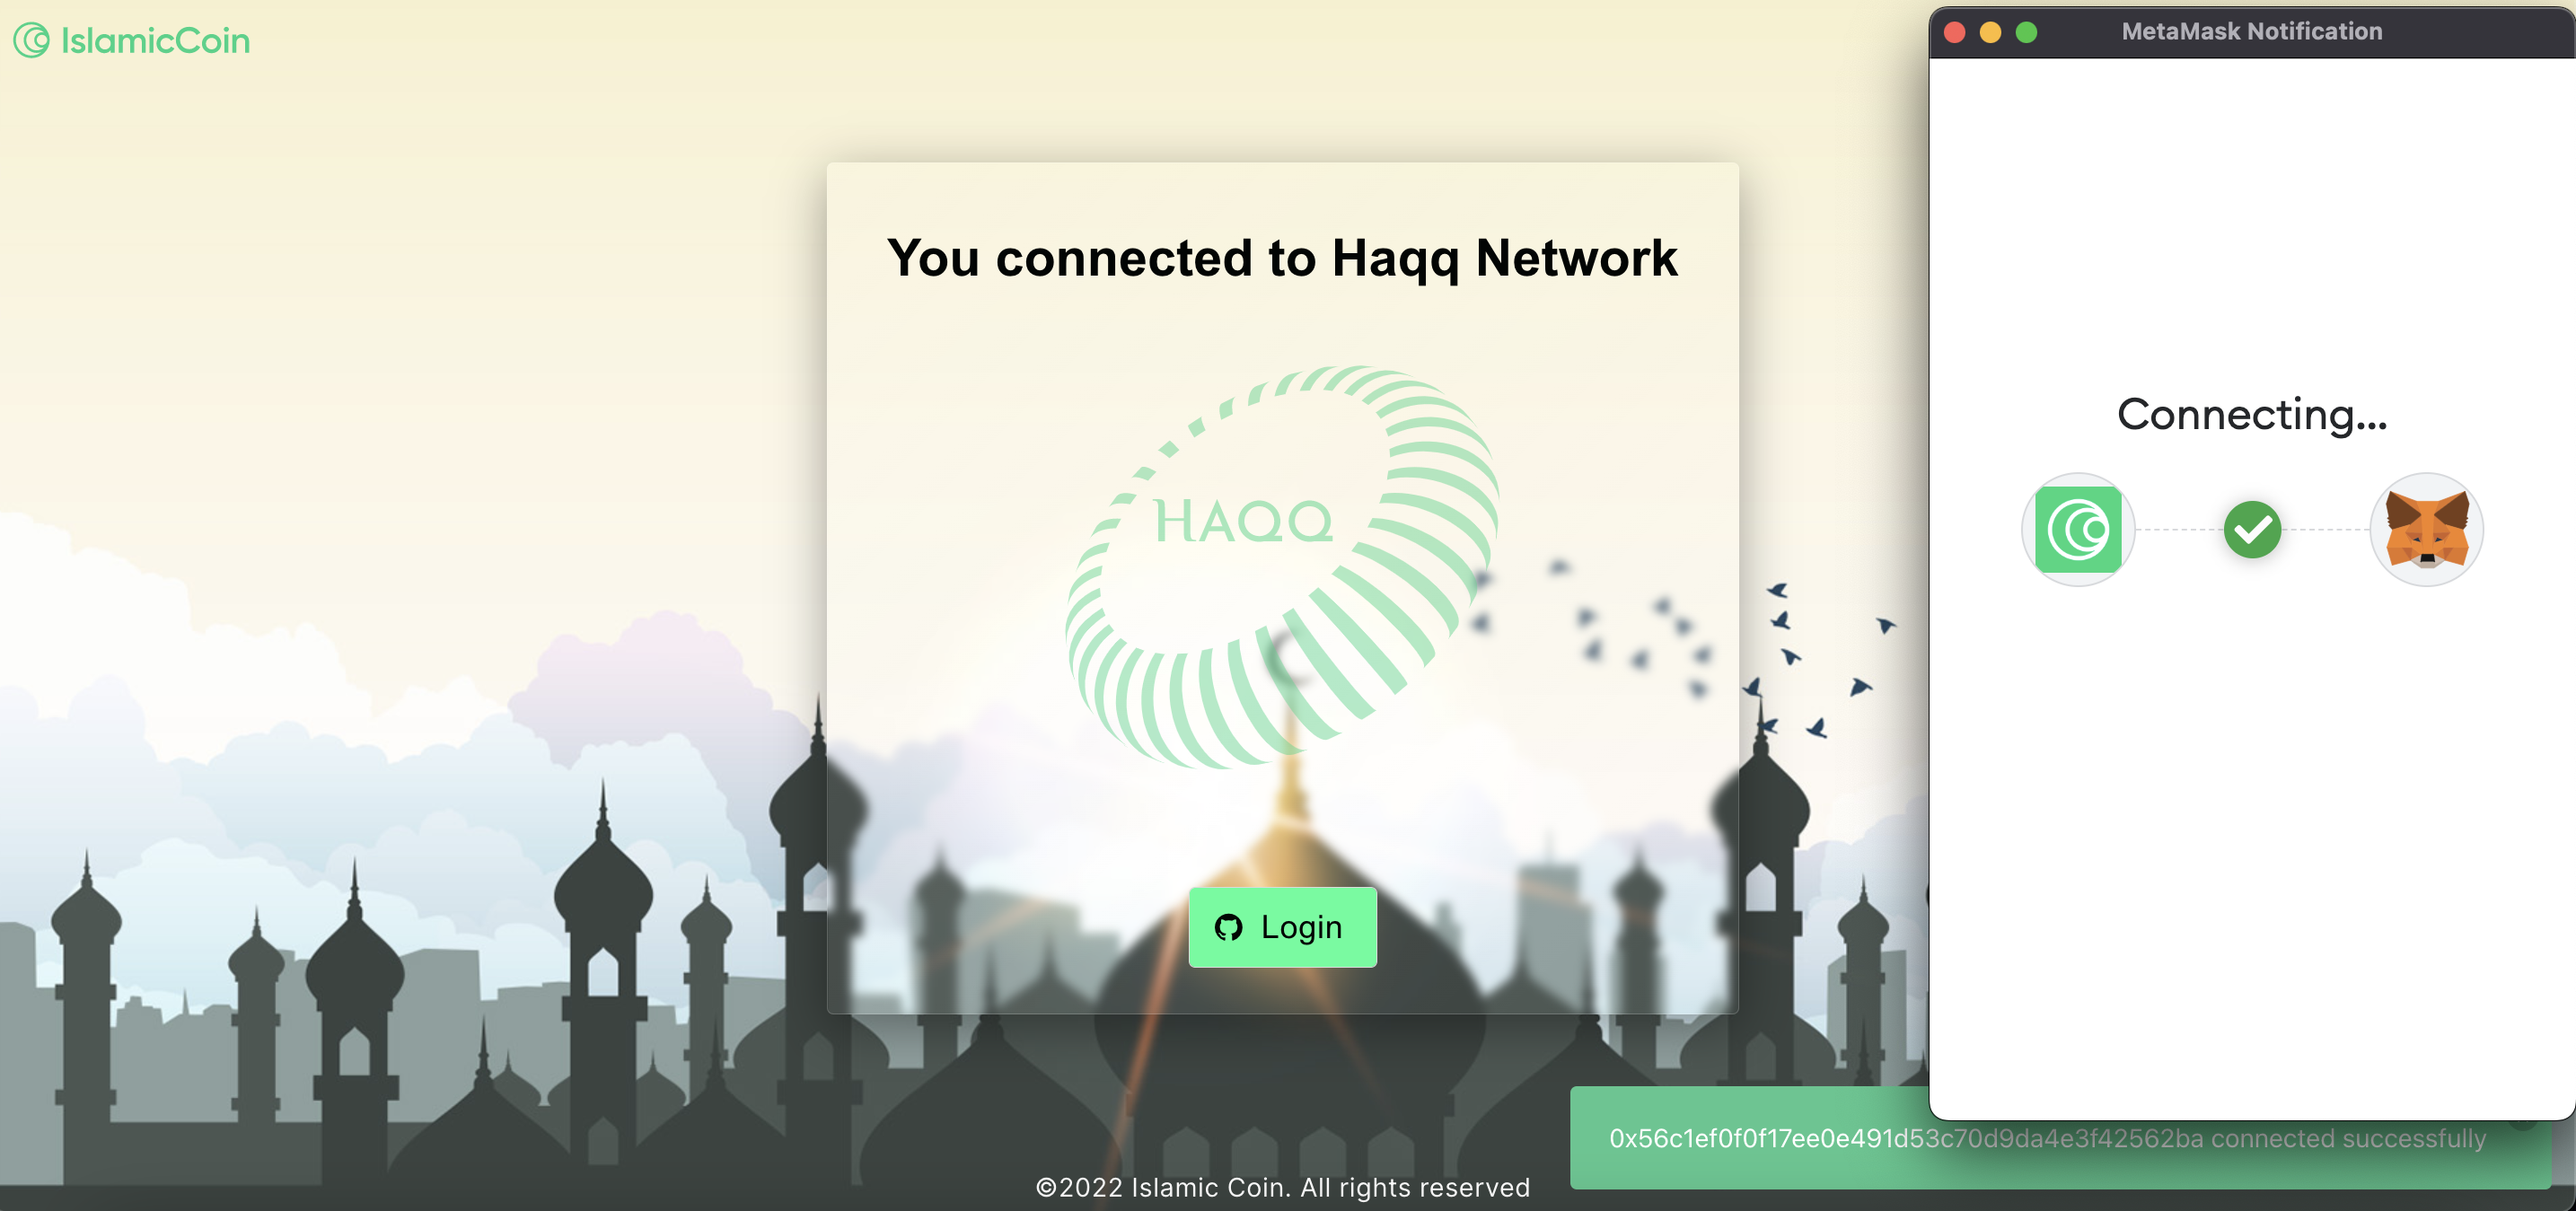 IslamicCoin
MetaMask Notification
You connected to Haqq Network
HAQQ
Connecting...
Login
0x56c1ef0f0f17ee0e491d53c70d9da4e3f42562ba connected successfully
©2022 Islamic Coin. All rights reserved